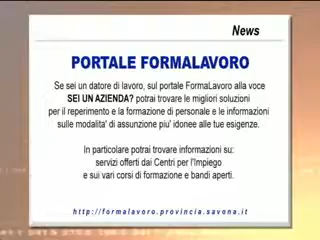 News
PORTALE FORMALAVORO
Se sei un datore di lavoro, sul portale FormaLavoro alla voce
SEI UN AZIENDA? potrai trovare le migliori soluzioni
per il reperimento e la formazione di personale e le informazioni
sulle modalita' di assunzione piu' idonee alle tue esigenze.
In particolare potrai trovare informazioni su:
servizi offerti dai Centri per l'Impiego
e sui vari corsi di formazione e bandi aperti.
http://formalavoro.provincia.savona.it